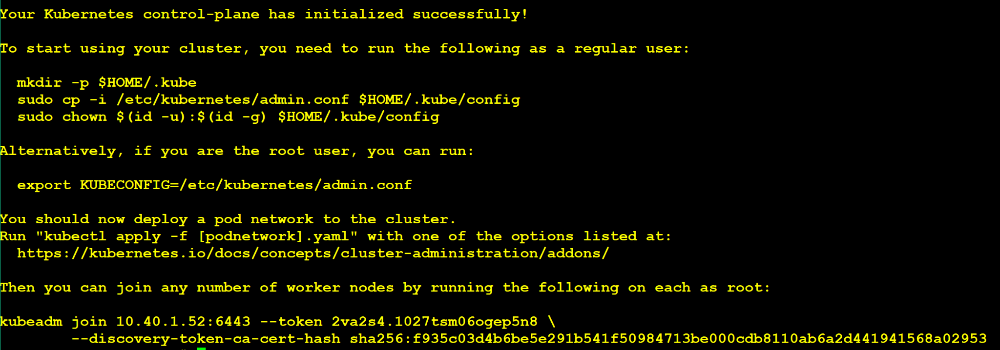 Your Kubernetes control-plane has initialized successfully!
To start using your cluster, you need to run the following as a regular user:
mkdir -p $HOME/.kube
sudo cp -i /etc/kubernetes/admin.conf $HOME/.kube/config
sudo chown $(id -u):$(id -g) $HOME/.kube/config
Alternatively, if you are the root user, you can run:
export KUBECONFIG=/etc/kubernetes/admin.conf
You should now deploy a pod network to the cluster.
Run "kubectl apply -f [podnetwork].yaml" with one of the options listed at:
https://kubernetes.io/docs/concepts/cluster-administration/addons/
Then you can join any number of worker nodes by running the following on each as root:
kubeadm join 10.40.1.52:6443 --token 2va2s4.1027tsm06ogep5n8 \
--discovery-token-ca-cert-hash sha256:f935c03d4b6be5e291b541f50984713be000cdb8110ab6a2d441941568a02953